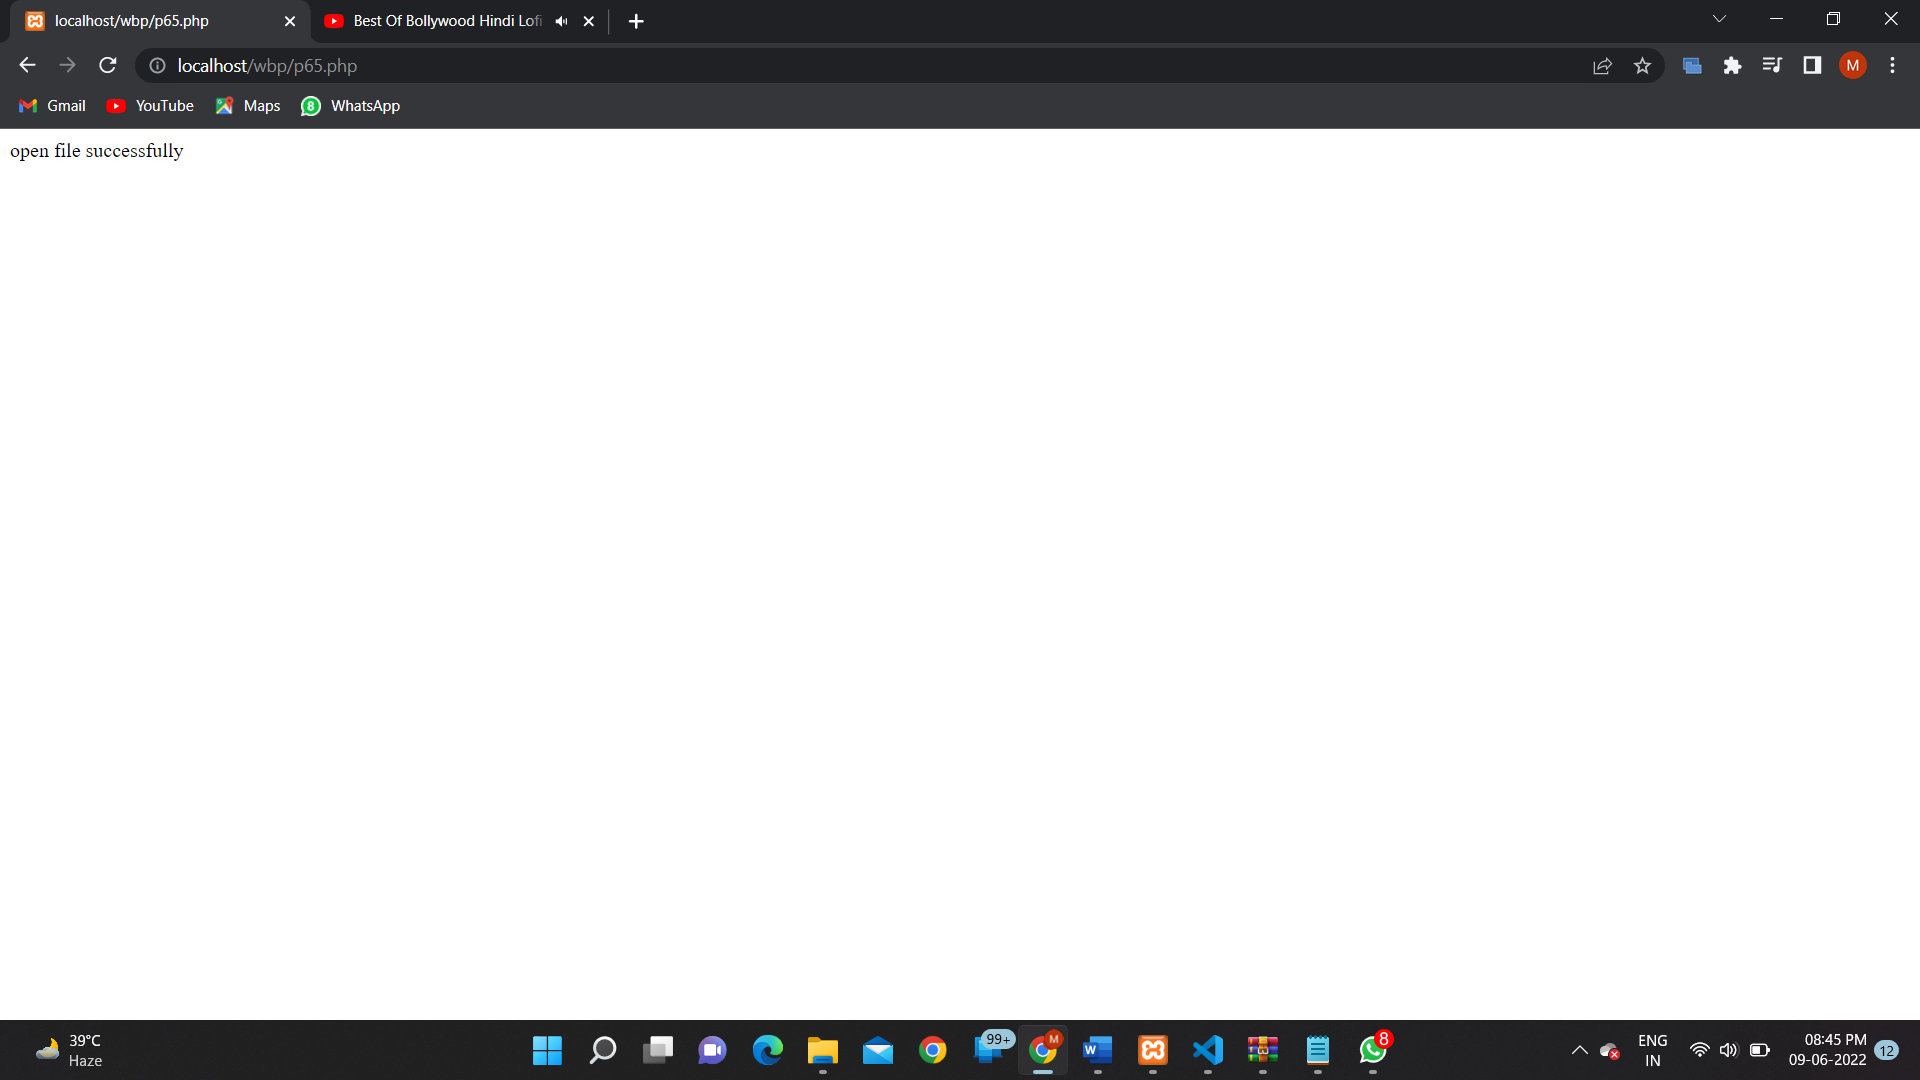 localhost/wbp/p65.php
Best Of Bollywood Hindi Lofi
localhost/wbp/p65.php
M
Gmail
YouTube
Maps
8
WhatsApp
open file successfully
39°C
Haze
99+
M
W
8
ENG
IN
08:45 PM
09-06-2022
12